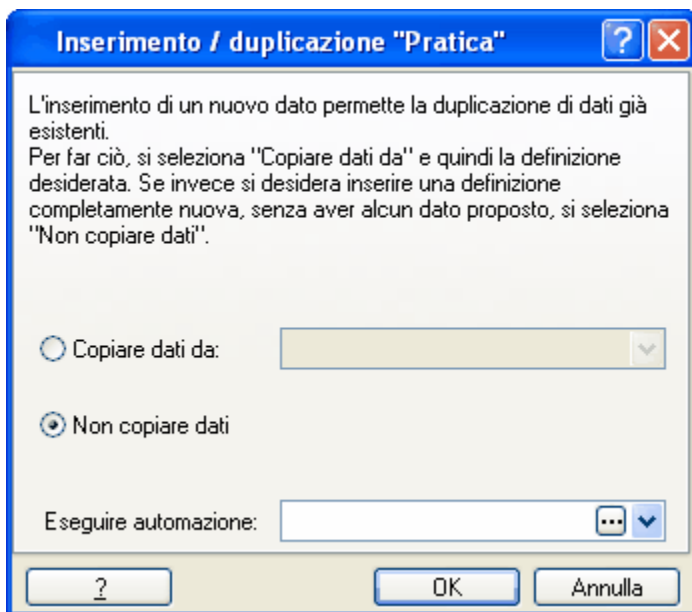 Inserimento / duplicazione "Pratica"
?
L'inserimento di un nuovo dato permette la duplicazione di dati già
esistenti.
Per far ciò, si seleziona "Copiare dati da" e quindi la definizione
desiderata. Se invece si desidera inserire una definizione
completamente nuova, senza aver alcun dato proposto, si seleziona
"Non copiare dati".
Copiare dati da:
Non copiare dati
Eseguire automazione:
...
? OK Annulla